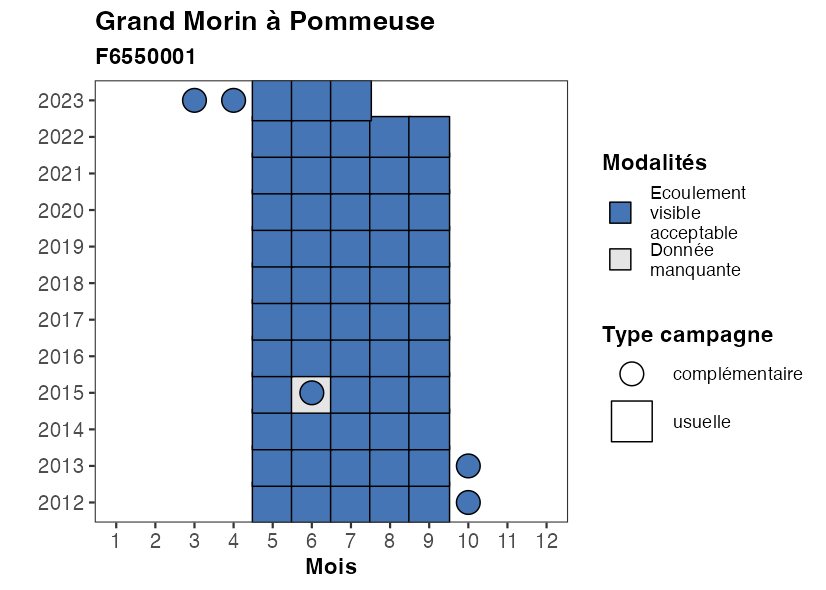 Grand Morin à Pommeuse
F6550001
2023
2022
2021
2020
2019
2018
2017
2016
2015
2014
2013
2012
1 2 3 4 5 6 7 8 9 10 11 12
Mois
Modalités
Ecoulement
visible
acceptable
Donnée
manquante
Type campagne
complémentaire
usuelle